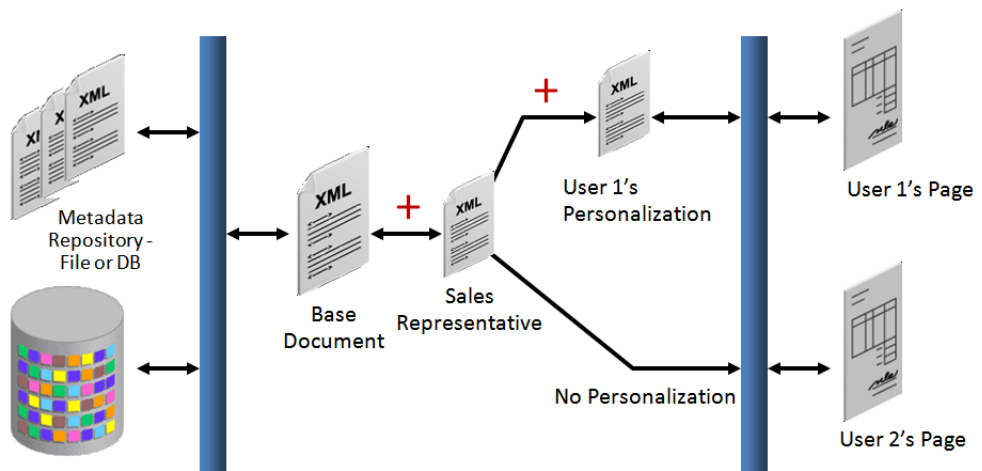 XML
X
XI
Metadata
Repository -
File or DB
XML
Base
Document
XML
Sales
Representative
XML
User 1's
Personalization
No Personalization
User 1's Page
User 2's Page